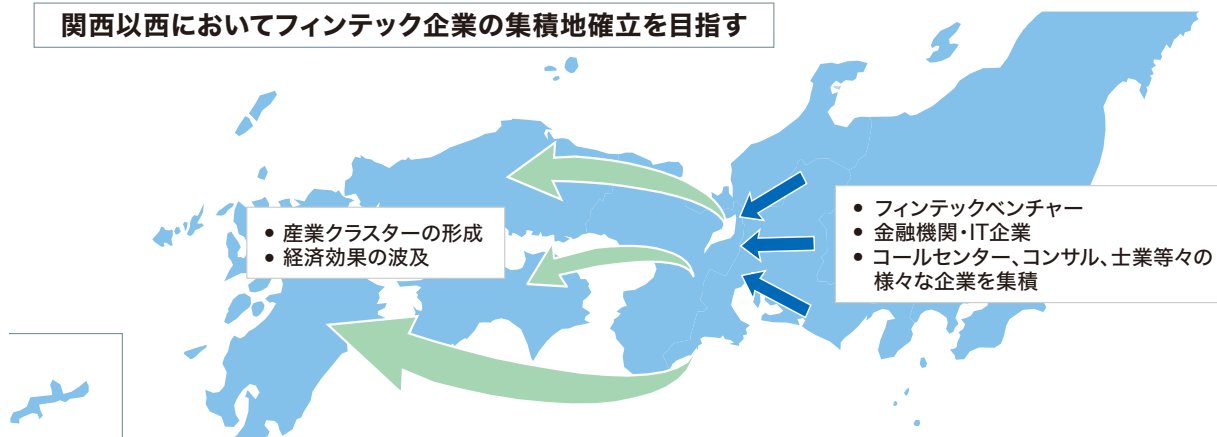 関西以西においてフィンテック企業の集積地確立を目指す
• 産業クラスターの形成
• 経済効果の波及
• フィンテックベンチャー
• 金融機関・IT企業
• コールセンター、コンサル、士業等々の
様々な企業を集積